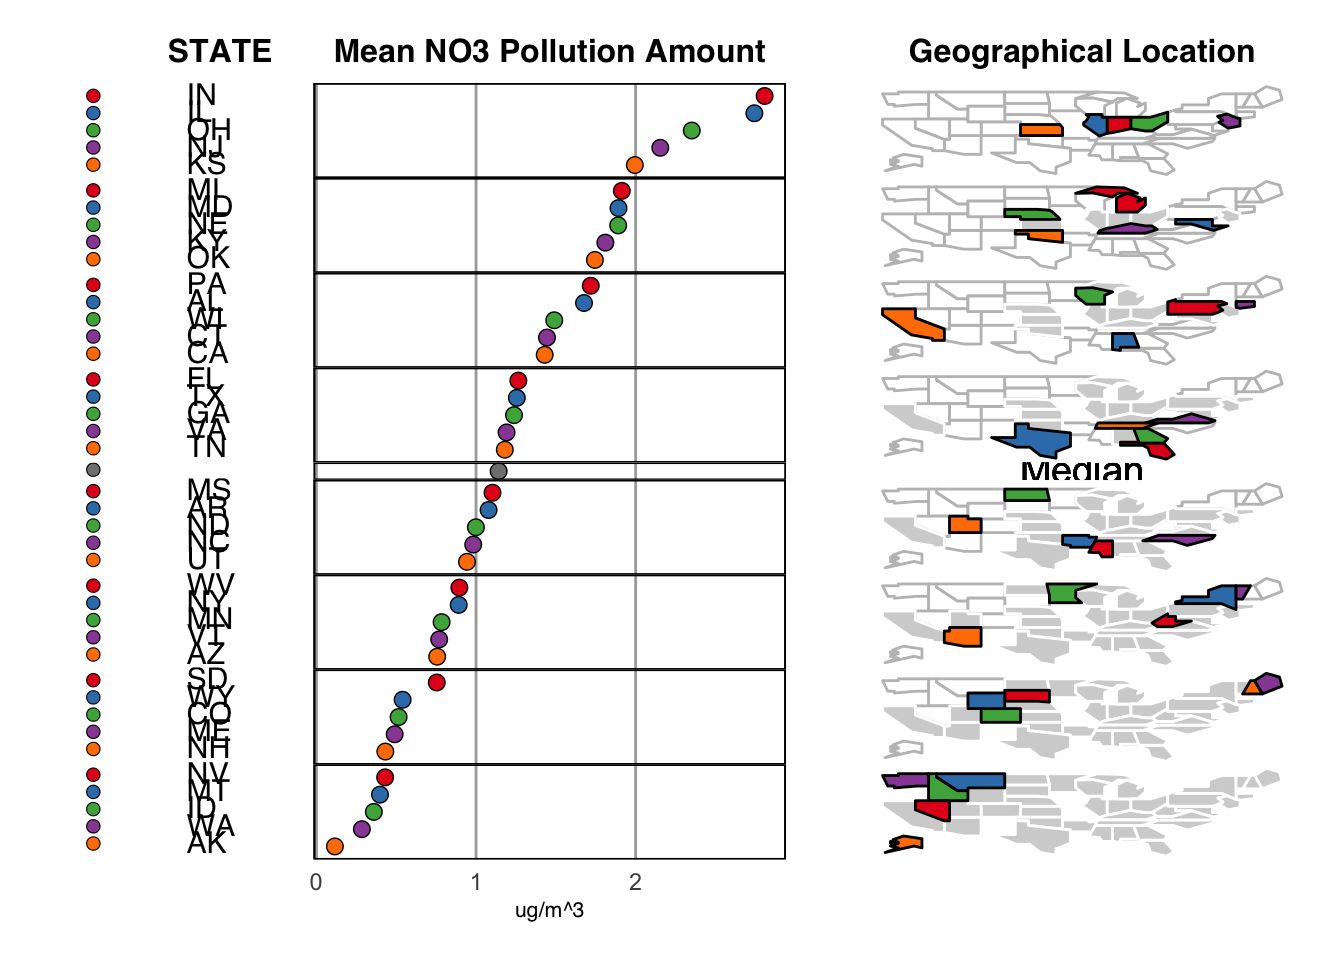 STATE
Mean NO3 Pollution Amount
Geographical Location
IN
IL
OH
NJ
KS
MI
MD
NE
KY
OK
PA
AL
WI
CT
CA
FL
TX
GA
VA
TN
Median
MS
AR
ND
NC
UT
WV
NY
MN
VT
AZ
SD
WY
CO
ME
NH
NV
MT
ID
WA
AK
0
1
2
ug/m^3